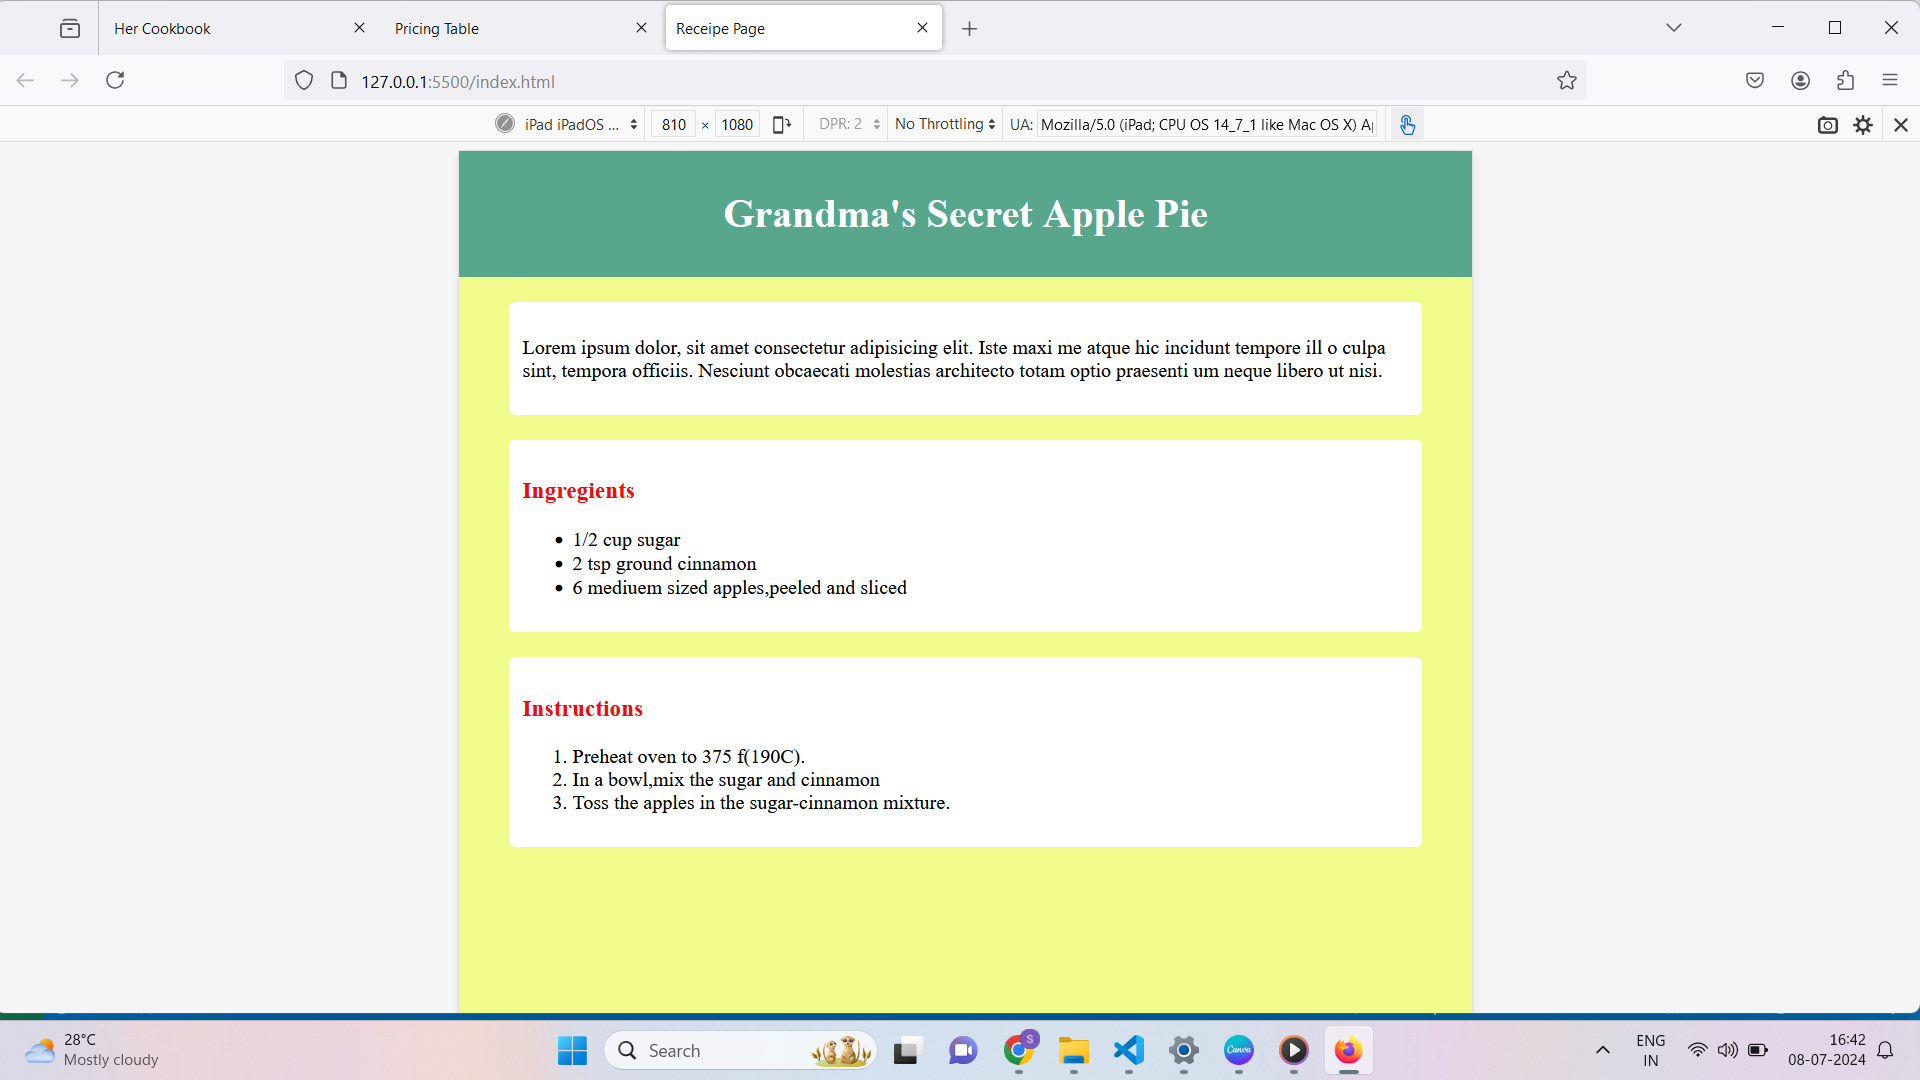 Her Cookbook
Pricing Table
Receipe Page
127.0.0.1:5500/index.html
iPad iPadOS ... 810 × 1080 DPR: 2 No Throttling UA: Mozilla/5.0 (iPad; CPU OS 14_7_1 like Mac OS X) A
Grandma's Secret Apple Pie
Lorem ipsum dolor, sit amet consectetur adipisicing elit. Iste maxi me atque hic incidunt tempore ill o culpa
sint, tempora officiis. Nesciunt obcaecati molestias architecto totam optio praesenti um neque libero ut nisi.
Ingregients
• 1/2 cup sugar
• 2 tsp ground cinnamon
• 6 mediuem sized apples,peeled and sliced
Instructions
1. Preheat oven to 375 f(190C).
2. In a bowl,mix the sugar and cinnamon
3. Toss the apples in the sugar-cinnamon mixture.
28°C
Mostly cloudy
Search
S
Canva
ENG
IN
16:42
08-07-2024